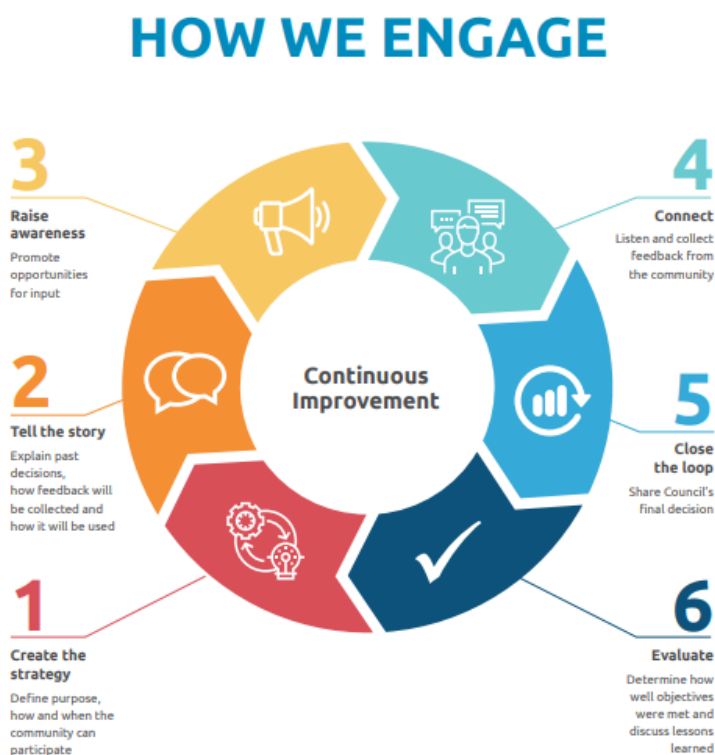 HOW WE ENGAGE
3
Raise
awareness
Promote
opportunities
for input
2
Tell the story
Explain past
decisions,
how feedback will
be collected and
how it will be used
1
Create the
strategy
Define purpose,
how and when the
community can
participate
Continuous
Improvement
4
Connect
Listen and collect
feedback from
the community
5
Close
the loop
Share Council's
final decision
6
Evaluate
Determine how
well objectives
were met and
discuss lessons
learned